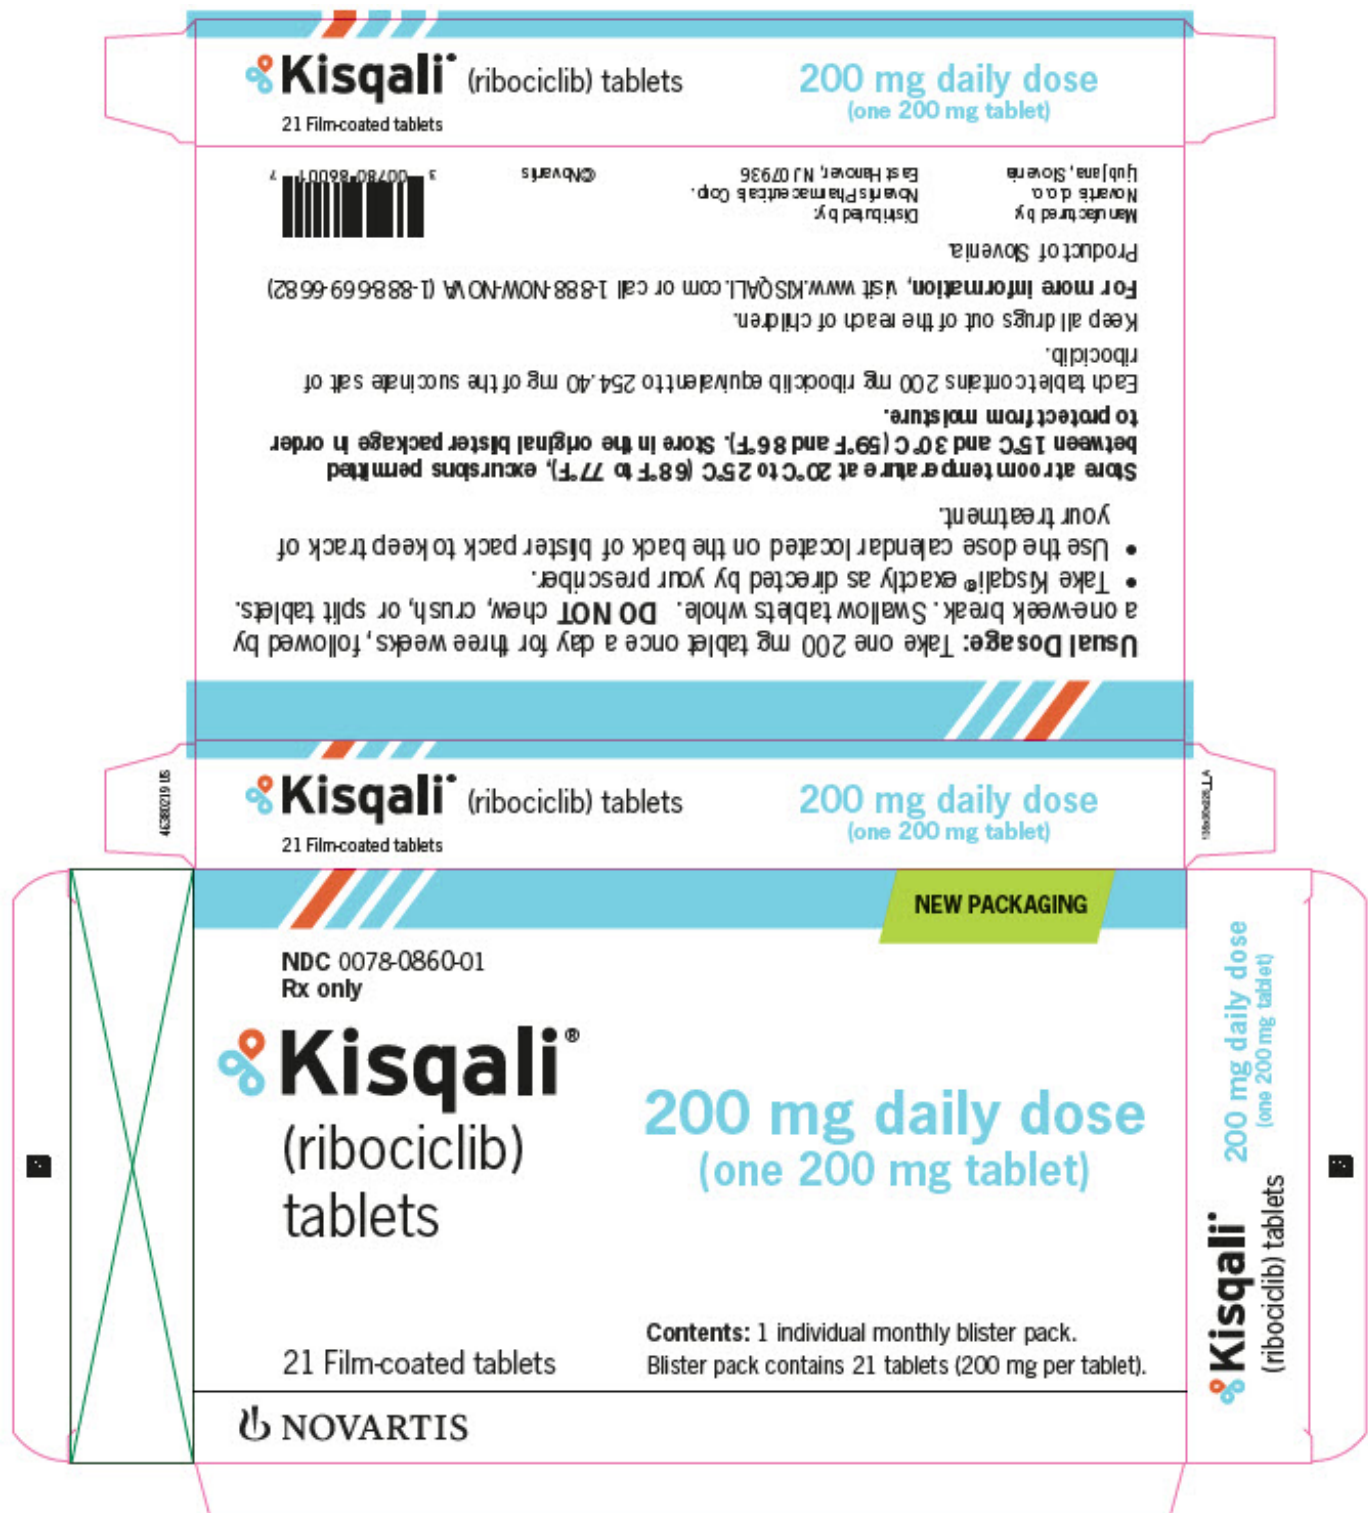 Kisqali® (ribociclib) tablets
200 mg daily dose
(one 200 mg tablet)
21 Film-coated tablets
Usual Dosage: Take one 200 mg tablet once a day for three weeks, followed by
a one-week break. Swallow tablets whole. DO NOT chew, crush, or split tablets.
• Take Kisqali® exactly as directed by your prescriber.
• Use the dose calendar located on the back of blister pack to keep track of
your treatment.
Store at room temperature at 20°C to 25°C (68°F to 77°F), excursions permitted
between 15°C and 30°C (59°F and 86°F). Store in the original blister package in order
to protect from moisture.
Each tablet contains 200 mg ribociclib equivalent to 254.40 mg of the succinate salt of
ribociclib.
Keep all drugs out of the reach of children.
For more information, visit www.KISQALI.com or call 1-888-NOW-NOVA (1-888-669-6682)
Product of Slovenia
Manufactured by:
Novartis d.o.o.
Ljubljana, Slovenia
Distributed by:
Novartis Pharmaceuticals Corp.
East Hanover, NJ 07936
©Novartis
3 00780-86001 7
Kisqali® (ribociclib) tablets
200 mg daily dose
(one 200 mg tablet)
21 Film-coated tablets
46380219 US
NEW PACKAGING
NDC 0078-0860-01
Rx only
Kisqali®
(ribociclib)
tablets
200 mg daily dose
(one 200 mg tablet)
21 Film-coated tablets
Contents: 1 individual monthly blister pack.
Blister pack contains 21 tablets (200 mg per tablet).
NOVARTIS
Kisqali®
(ribociclib) tablets
200 mg daily dose
(one 200 mg tablet)